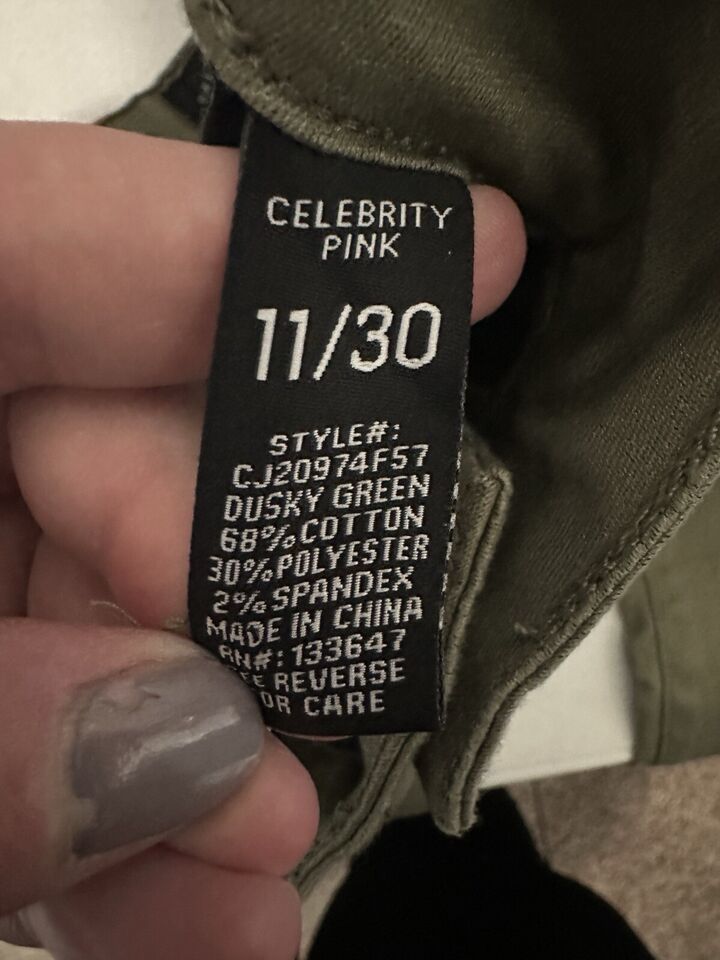 CELEBRITY
PINK
11/30
STYLE#:
CJ20974F57
DUSKY GREEN
68%COTTON
30%POLYESTER
2%SPANDEX
MADE IN CHINA
RN#: 133647
REVERSE
CARE